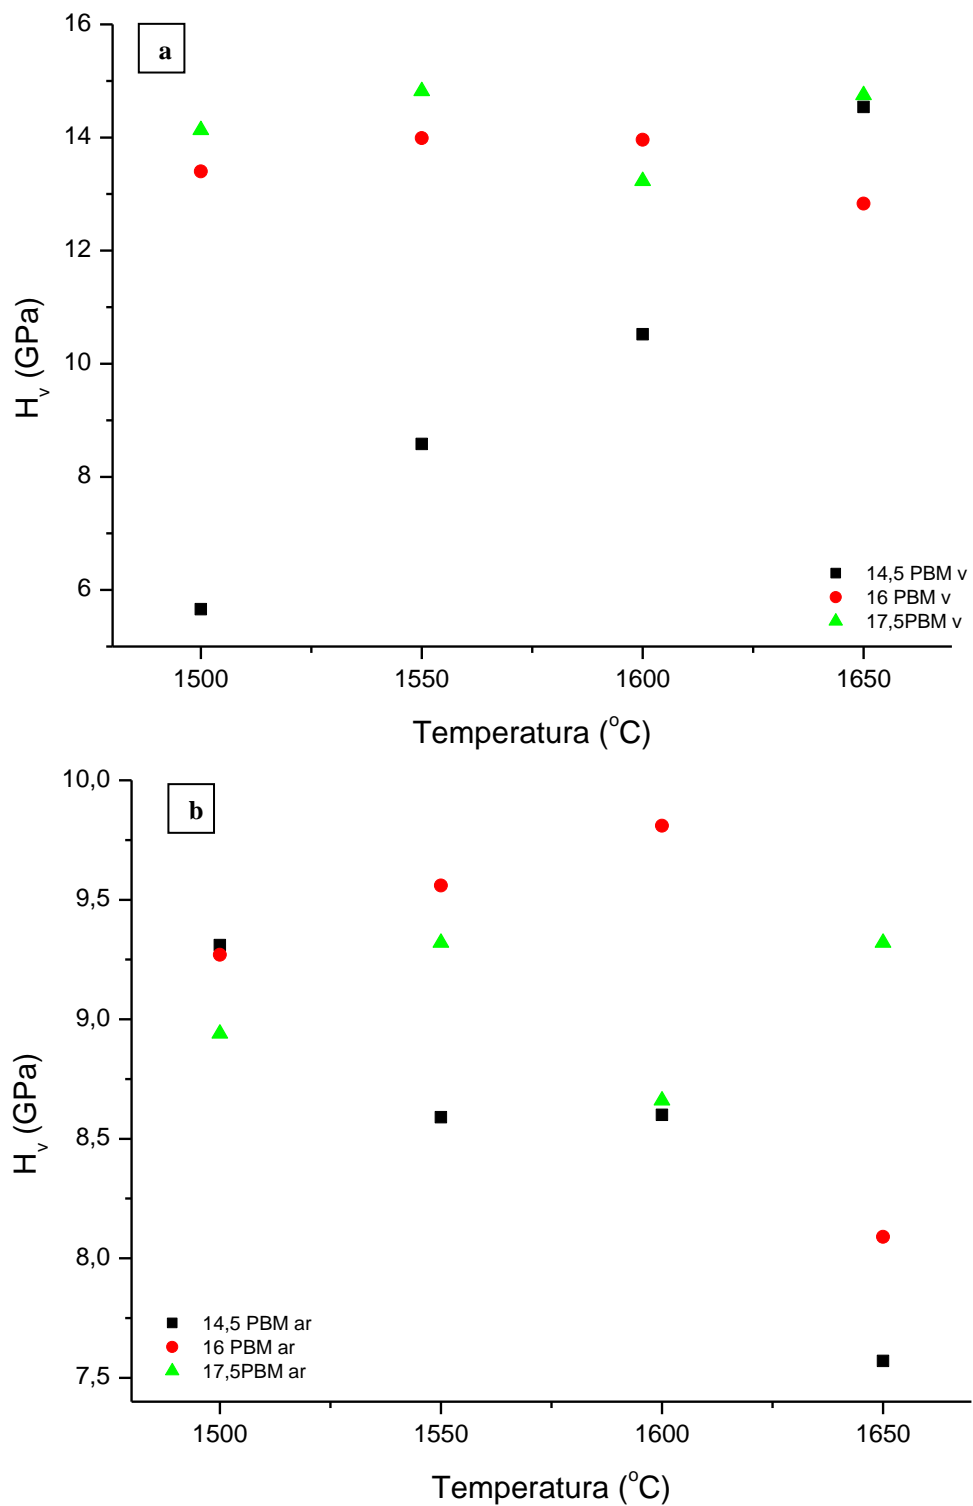 a
16
14
12
10
8
6
H_v (GPa)
1500 1550 1600 1650
Temperatura (°C)
14,5 PBM v
16 PBM v
17,5PBM v
b
10,0
9,5
9,0
8,5
8,0
7,5
H_v (GPa)
14,5 PBM ar
16 PBM ar
17,5PBM ar
1500 1550 1600 1650
Temperatura (°C)